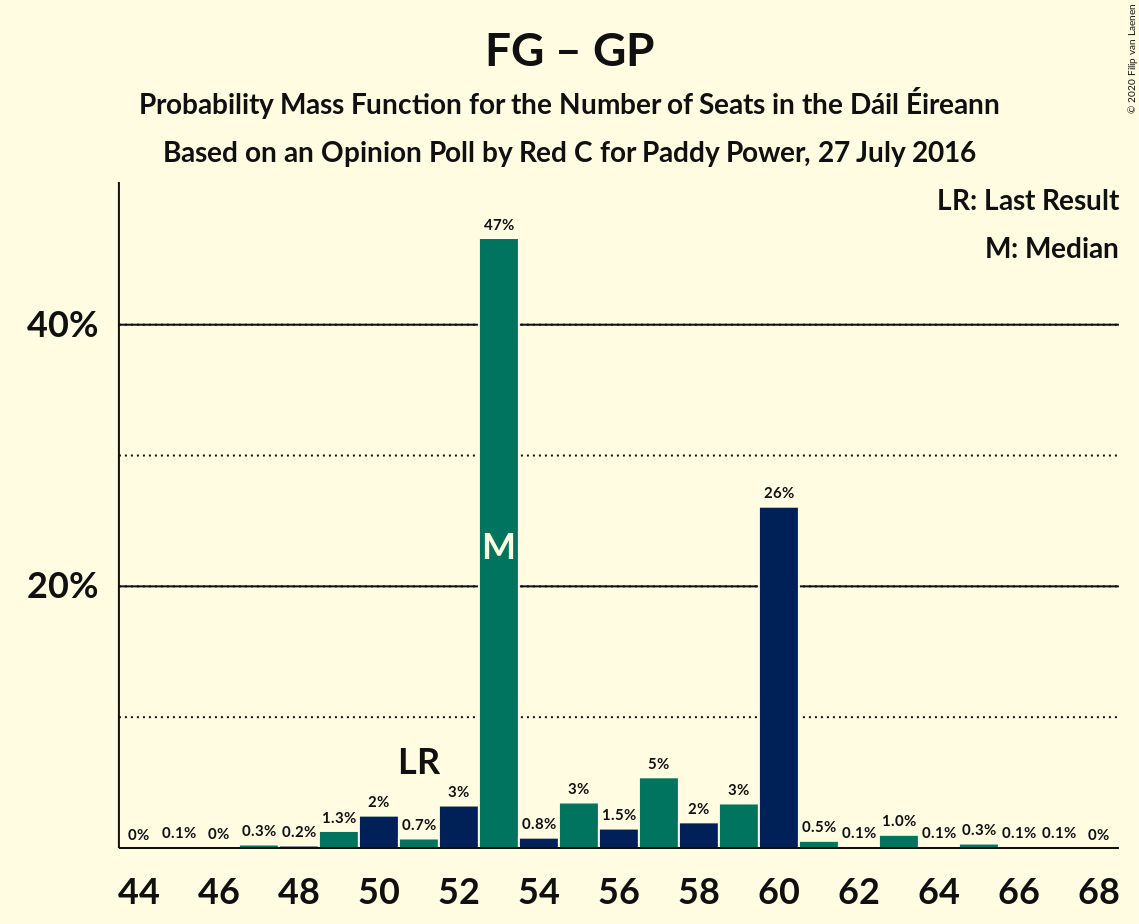 FG – GP
Probability Mass Function for the Number of Seats in the Dáil Éireann
Based on an Opinion Poll by Red C for Paddy Power, 27 July 2016
© 2020 Filip van Laenen
LR: Last Result
M: Median
47%
40%
26%
M
20%
LR
0% 0.1% 0% 0.3% 0.2% 1.3% 2% 0.7% 3% 0.8% 3% 1.5% 5% 2% 3% 0.5% 0.1% 1.0% 0.1% 0.3% 0.1% 0.1% 0%
44 46 48 50 52 54 56 58 60 62 64 66 68